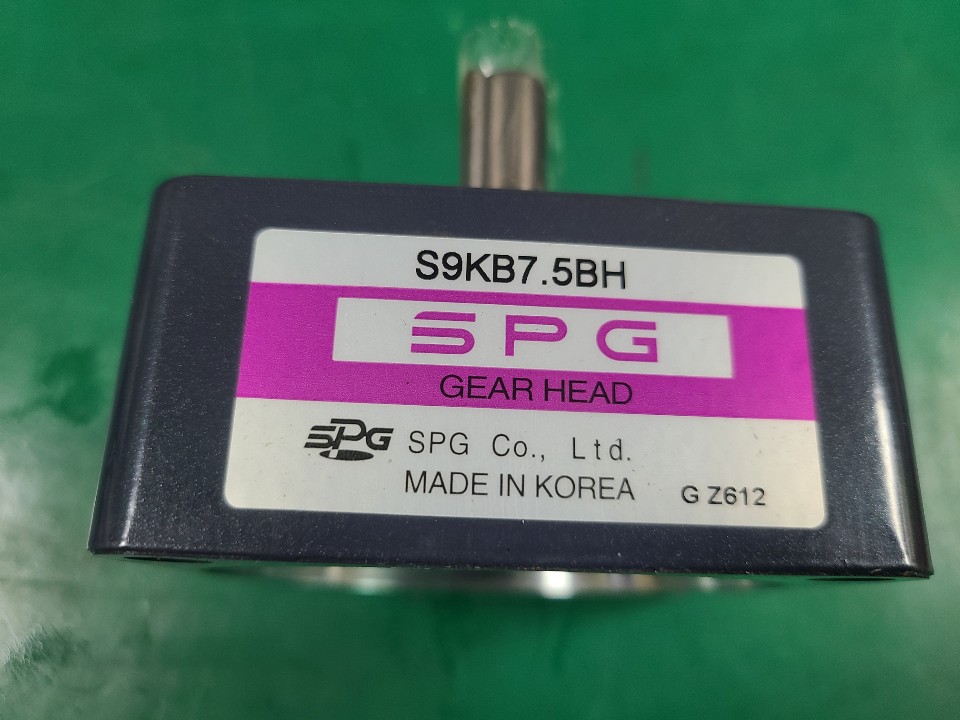 S9KB7.5BH
SPG
GEAR HEAD
SPG SPG Co., Ltd.
MADE IN KOREA G Z612